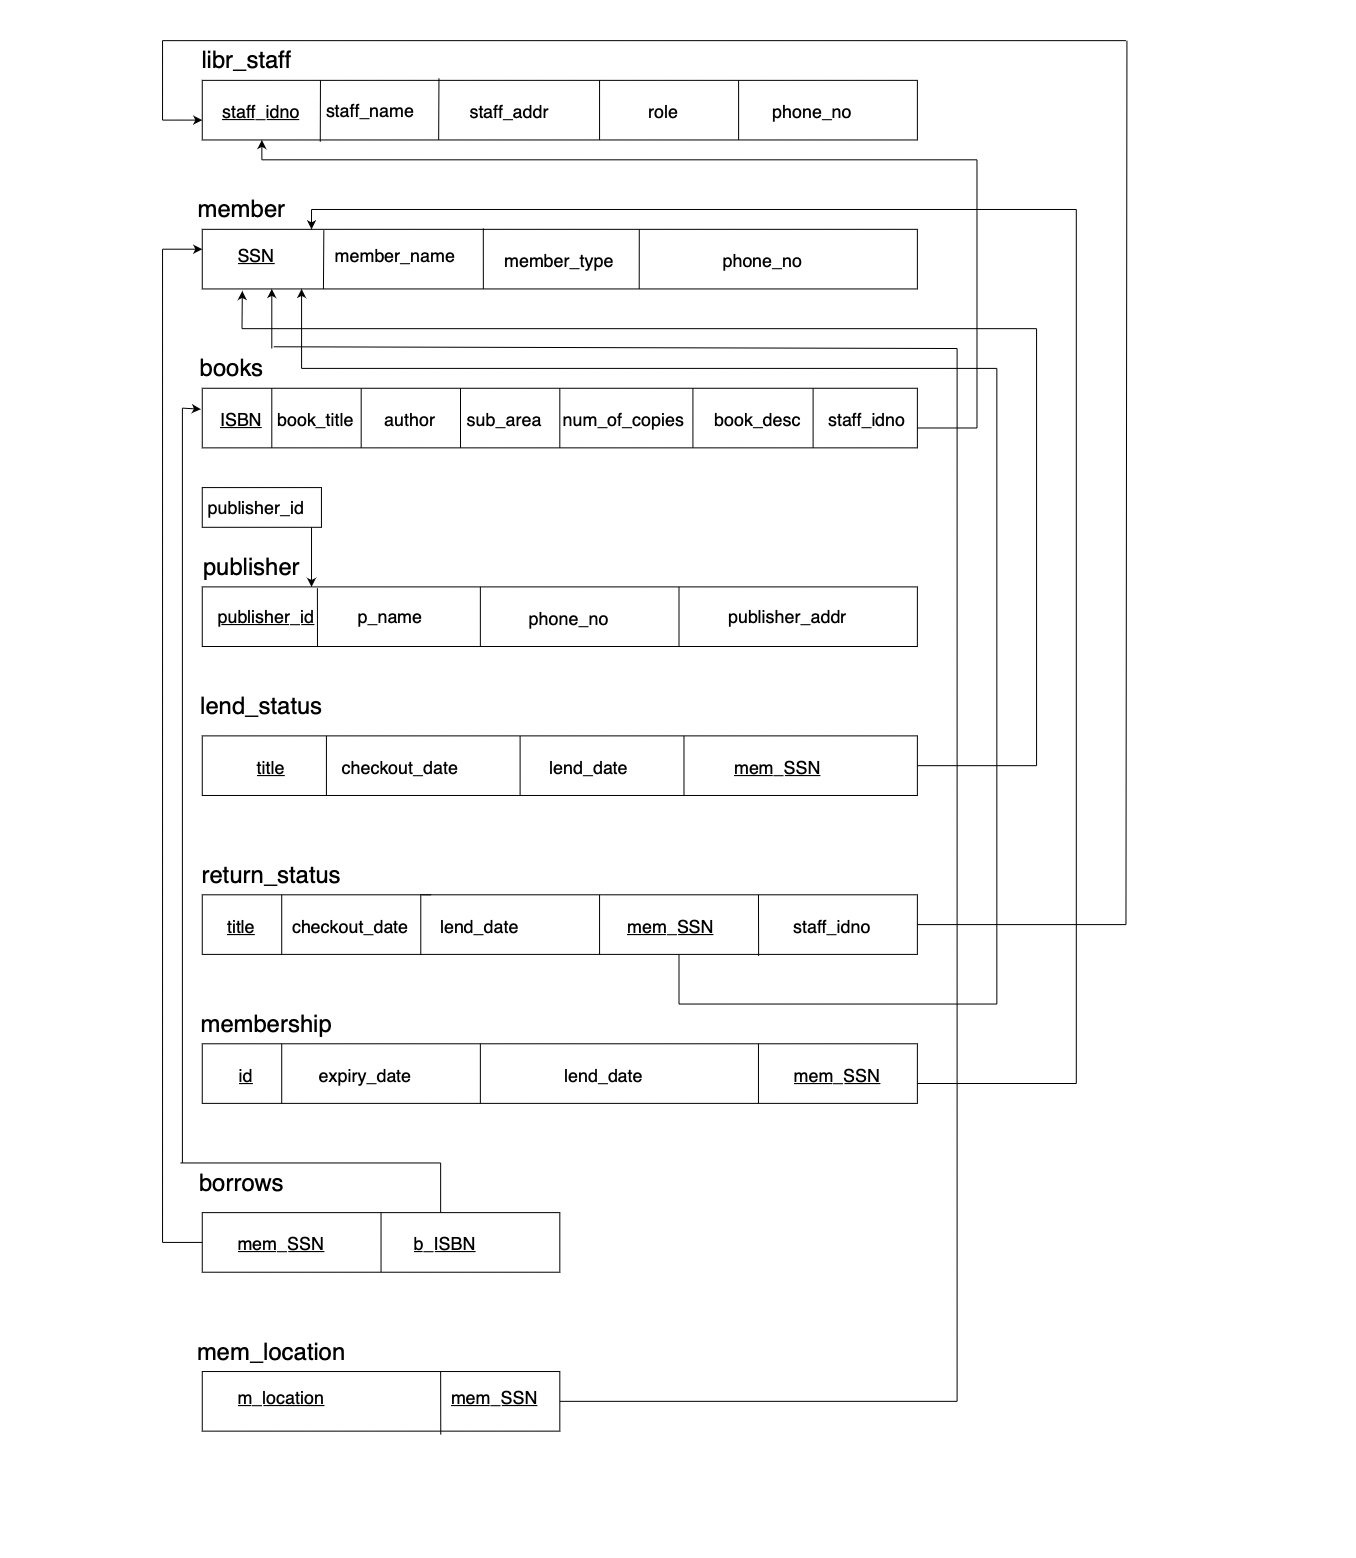 libr_staff
staff_idno staff_name staff_addr role phone_no
member
SSN member_name member_type phone_no
books
ISBN book_title author sub_area num_of_copies book_desc staff_idno
publisher_id
publisher
publisher_id p_name phone_no publisher_addr
lend_status
title checkout_date lend_date mem_SSN
return_status
title checkout_date lend_date mem_SSN staff_idno
membership
id expiry_date lend_date mem_SSN
borrows
mem_SSN b_ISBN
mem_location
m_location mem_SSN